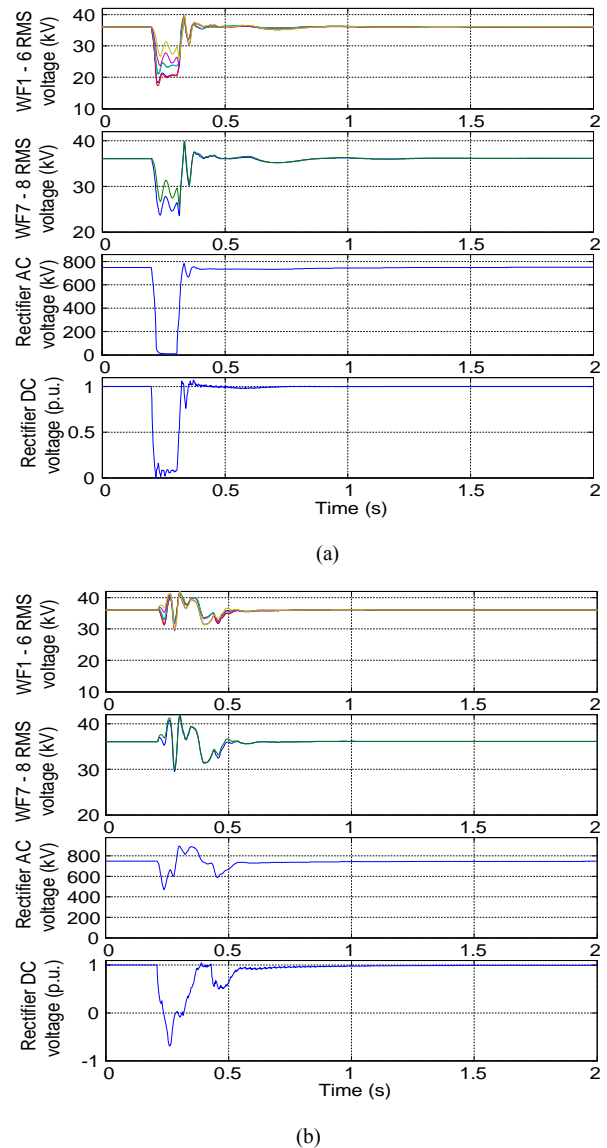 WF1 - 6 RMS
voltage (kV)
40
30
20
10
0 0.5 1 1.5 2
WF7 - 8 RMS
voltage (kV)
40
30
20
0 0.5 1 1.5 2
Rectifier AC
voltage (kV)
800
600
400
200
0
0 0.5 1 1.5 2
Rectifier DC
voltage (p.u.)
1
0.5
0
0 0.5 1 1.5 2
Time (s)
(a)
WF1 - 6 RMS
voltage (kV)
40
30
20
10
0 0.5 1 1.5 2
WF7 - 8 RMS
voltage (kV)
40
30
20
0 0.5 1 1.5 2
Rectifier AC
voltage (kV)
800
600
400
200
0
0 0.5 1 1.5 2
Rectifier DC
voltage (p.u.)
1
0
-1
0 0.5 1 1.5 2
Time (s)
(b)